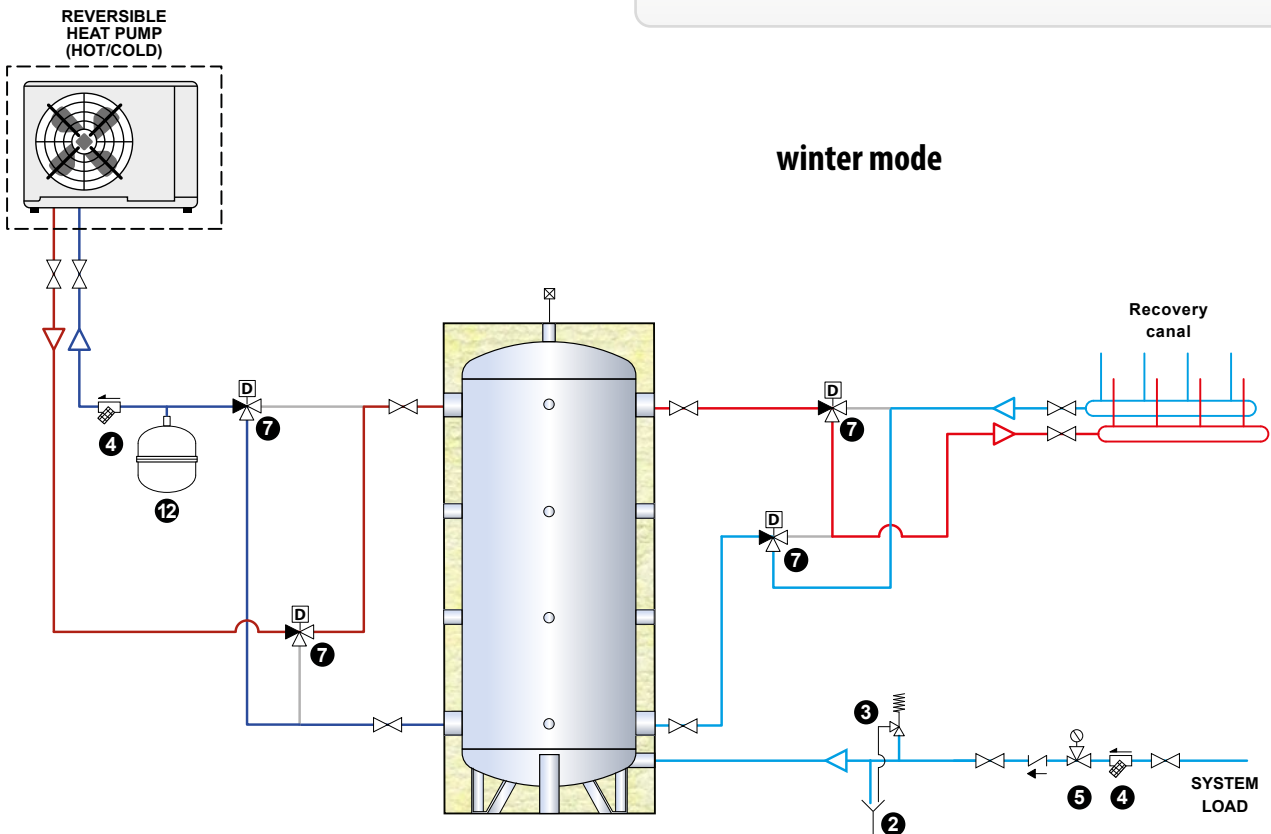 REVERSIBLE
HEAT PUMP
(HOT/COLD)
winter mode
Recovery
canal
D
7
4
12
D
7
D
7
D
7
3
5
4
2
SYSTEM
LOAD